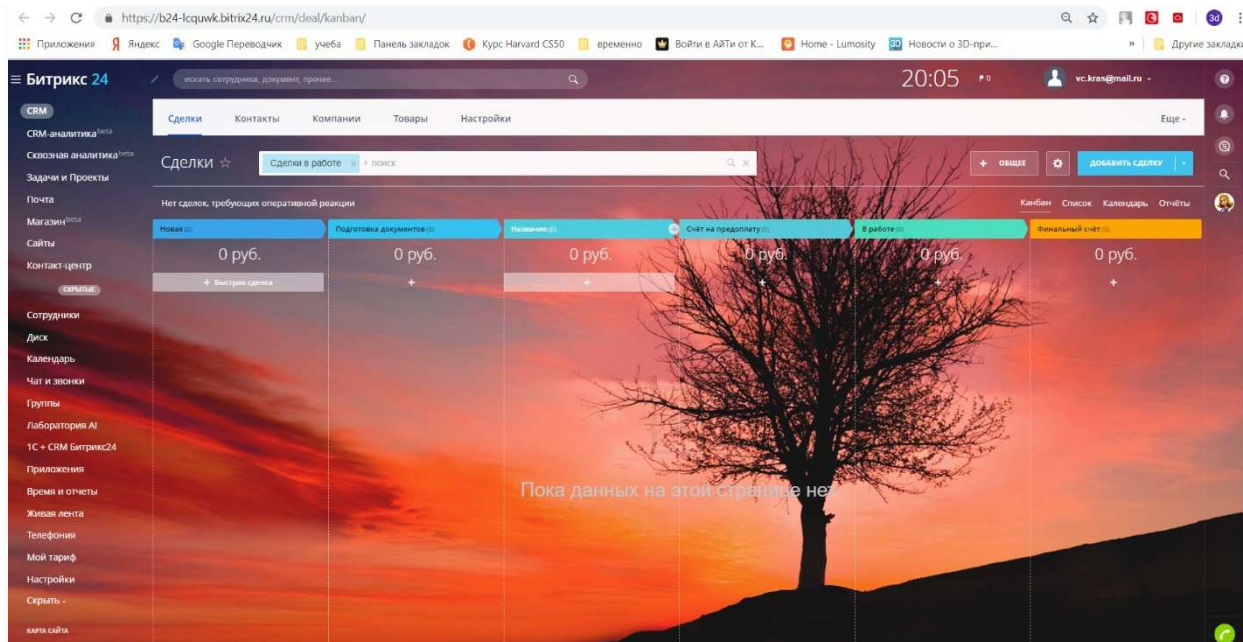 https://b24-lcquwk.bitrix24.ru/crm/deal/kanban/
3d
Приложения Яндекс Google Переводчик учеба Панель закладок Курс Harvard CS50 временно Войти в АйТи от К... Home - Lumosity Новости о 3D-при... » Другие закладки
Битрикс 24 искать сотрудника, документ, прочее... 20:05 0 vc.kras@mail.ru
CRM
CRM-аналитика beta
Сквозная аналитика beta
Задачи и Проекты
Почта
Магазин beta
Сайты
Контакт-центр
СКРЫТЫЕ
Сотрудники
Диск
Календарь
Чат и звонки
Группы
Лаборатория AI
1С + CRM Битрикс24
Приложения
Время и отчеты
Живая лента
Телефония
Мой тариф
Настройки
Скрыть -
КАРТА САЙТА
Сделки Контакты Компании Товары Настройки Еще -
Сделки Сделки в работе × + поиск + ОБЩЕЕ ДОБАВИТЬ СДЕЛКУ
Нет сделок, требующих оперативной реакции Канбан Список Календарь Отчёты
Новая (0) Подготовка документов (0) Название (0) Счёт на предоплату (0) В работе (0) Финальный счёт (0)
0 руб. 0 руб. 0 руб. 0 руб. 0 руб. 0 руб.
+ Быстрая сделка + + + + +
Пока данных на этой странице нет